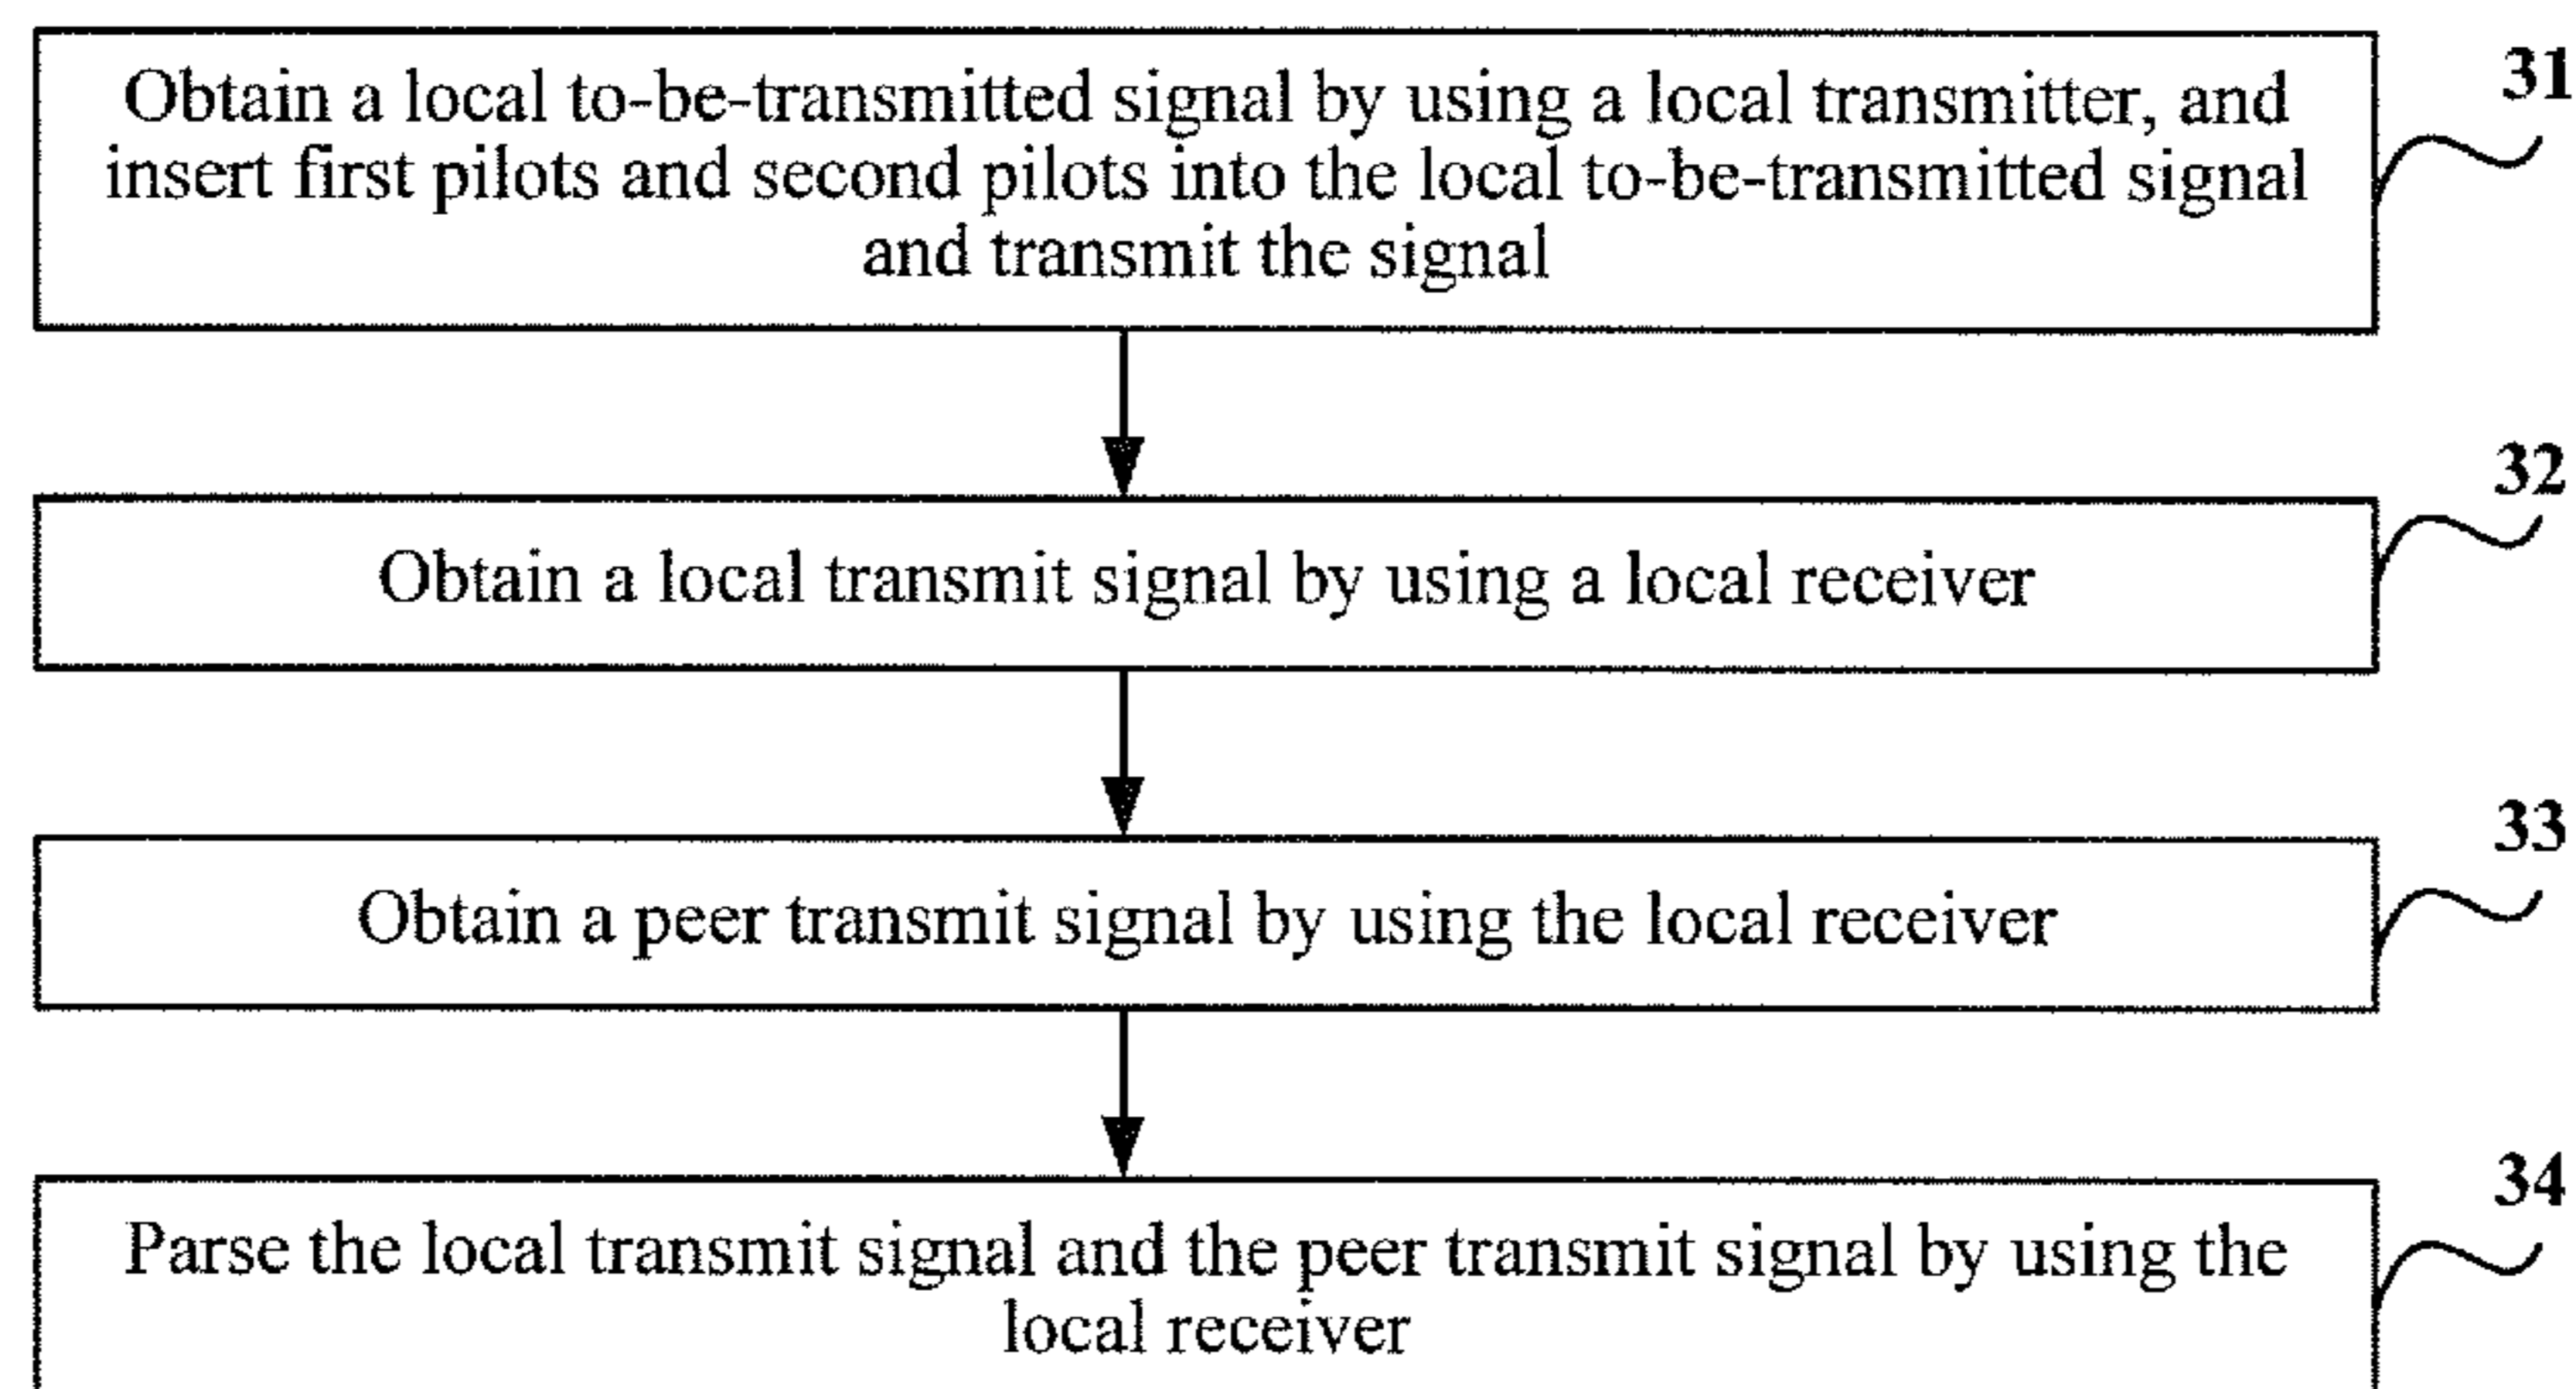 Obtain a local to-be-transmitted signal by using a local transmitter, and
insert first pilots and second pilots into the local to-be-transmitted signal
and transmit the signal
31
Obtain a local transmit signal by using a local receiver
32
Obtain a peer transmit signal by using the local receiver
33
Parse the local transmit signal and the peer transmit signal by using the
local receiver
34